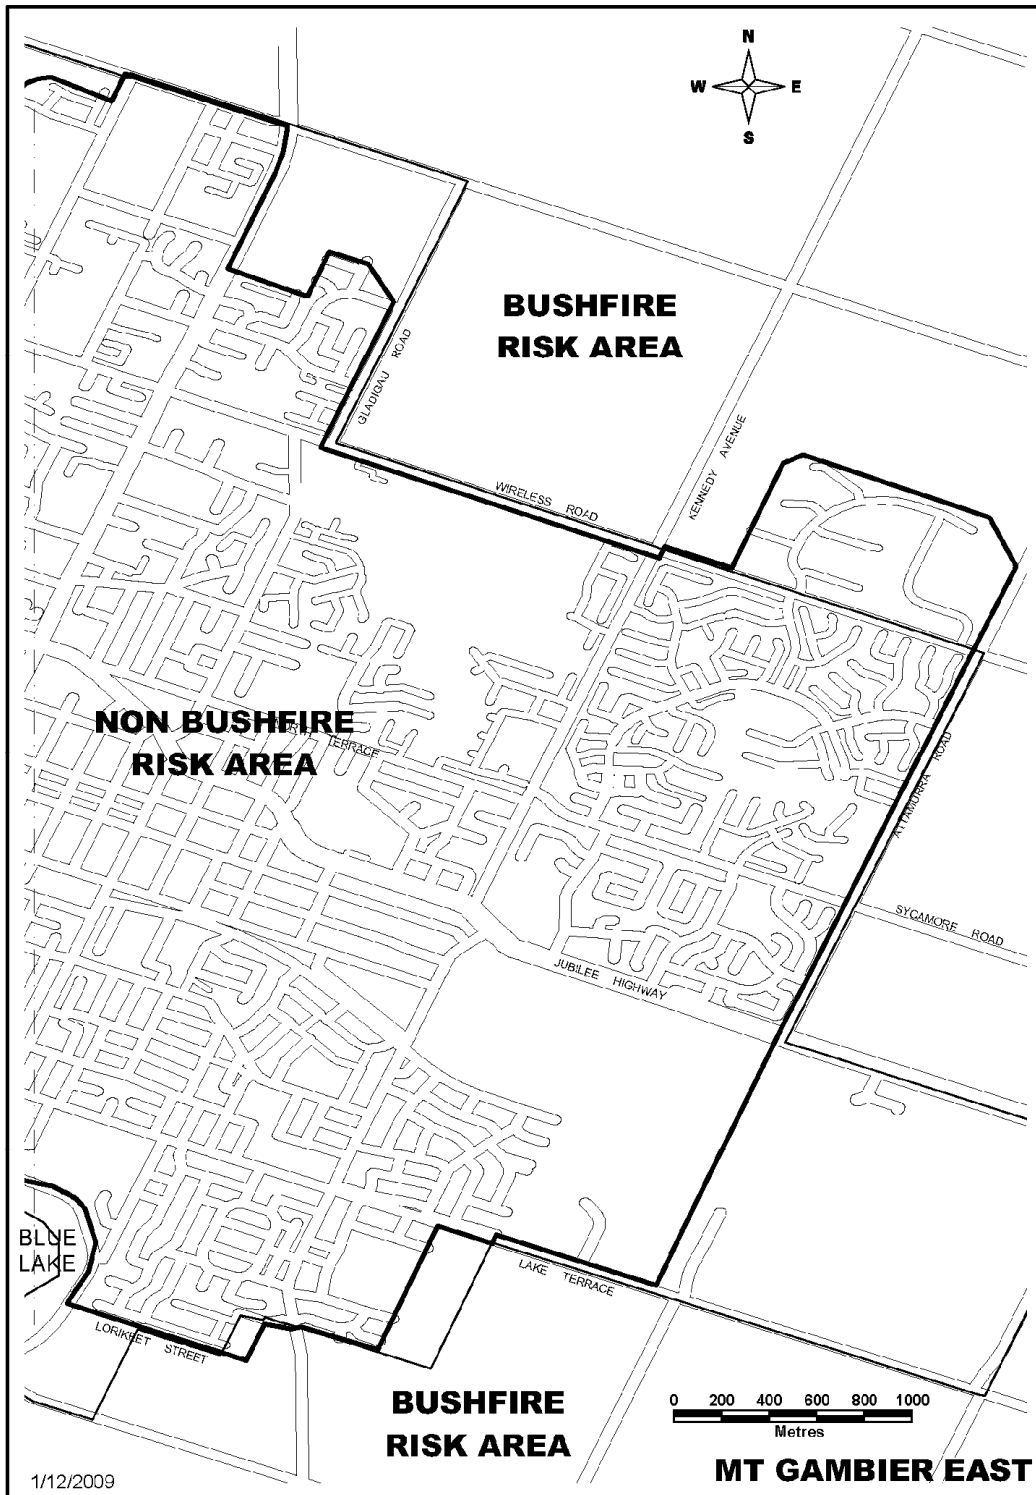 N
W E
S
BUSHFIRE
RISK AREA
GLADIGAU ROAD
KENNEDY AVENUE
WIRELESS ROAD
NON BUSHFIRE
RISK AREA
NORTH TERRACE
ATTAMURRA ROAD
SYCAMORE ROAD
JUBILEE HIGHWAY
BLUE
LAKE
LAKE TERRACE
LORIKEET STREET
BUSHFIRE
RISK AREA
0 200 400 600 800 1000
Metres
MT GAMBIER EAST
1/12/2009